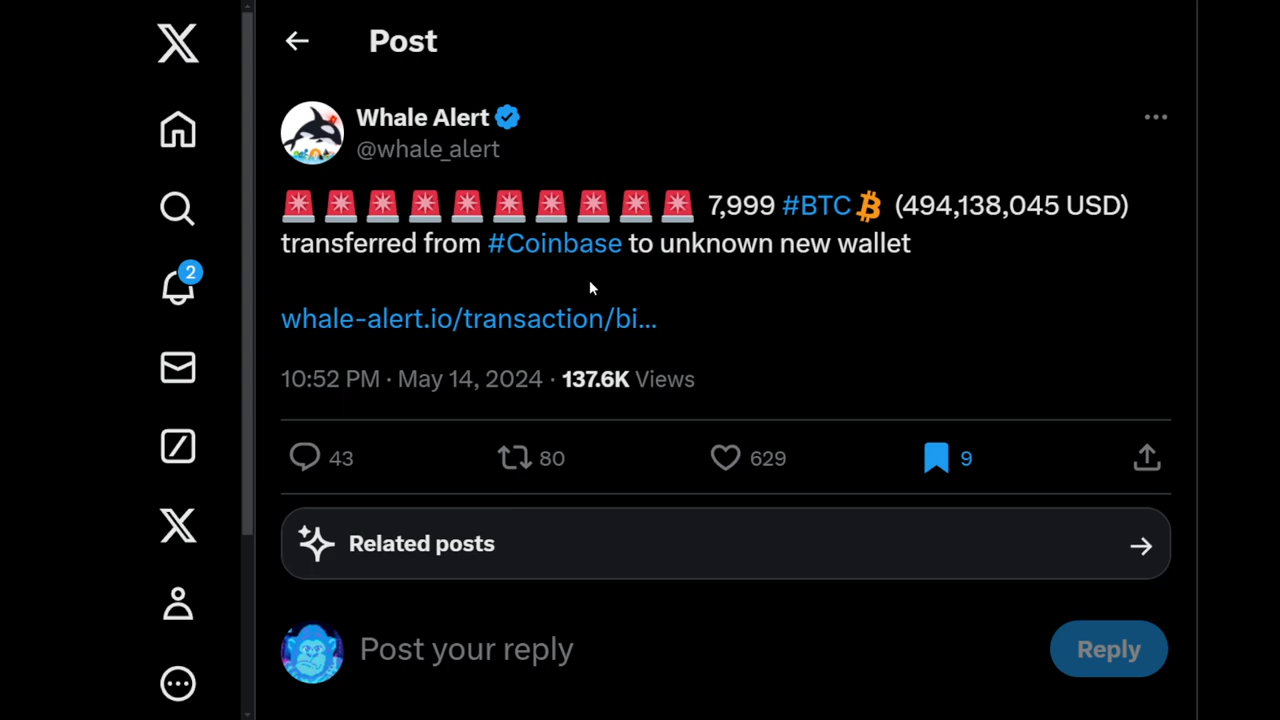 Post
Whale Alert
@whale_alert
🚨 🚨 🚨 🚨 🚨 🚨 🚨 🚨 🚨 🚨 7,999 #BTC (494,138,045 USD)
transferred from #Coinbase to unknown new wallet
2
whale-alert.io/transaction/bi...
10:52 PM · May 14, 2024 · 137.6K Views
43 80 629 9
Related posts
Post your reply
Reply